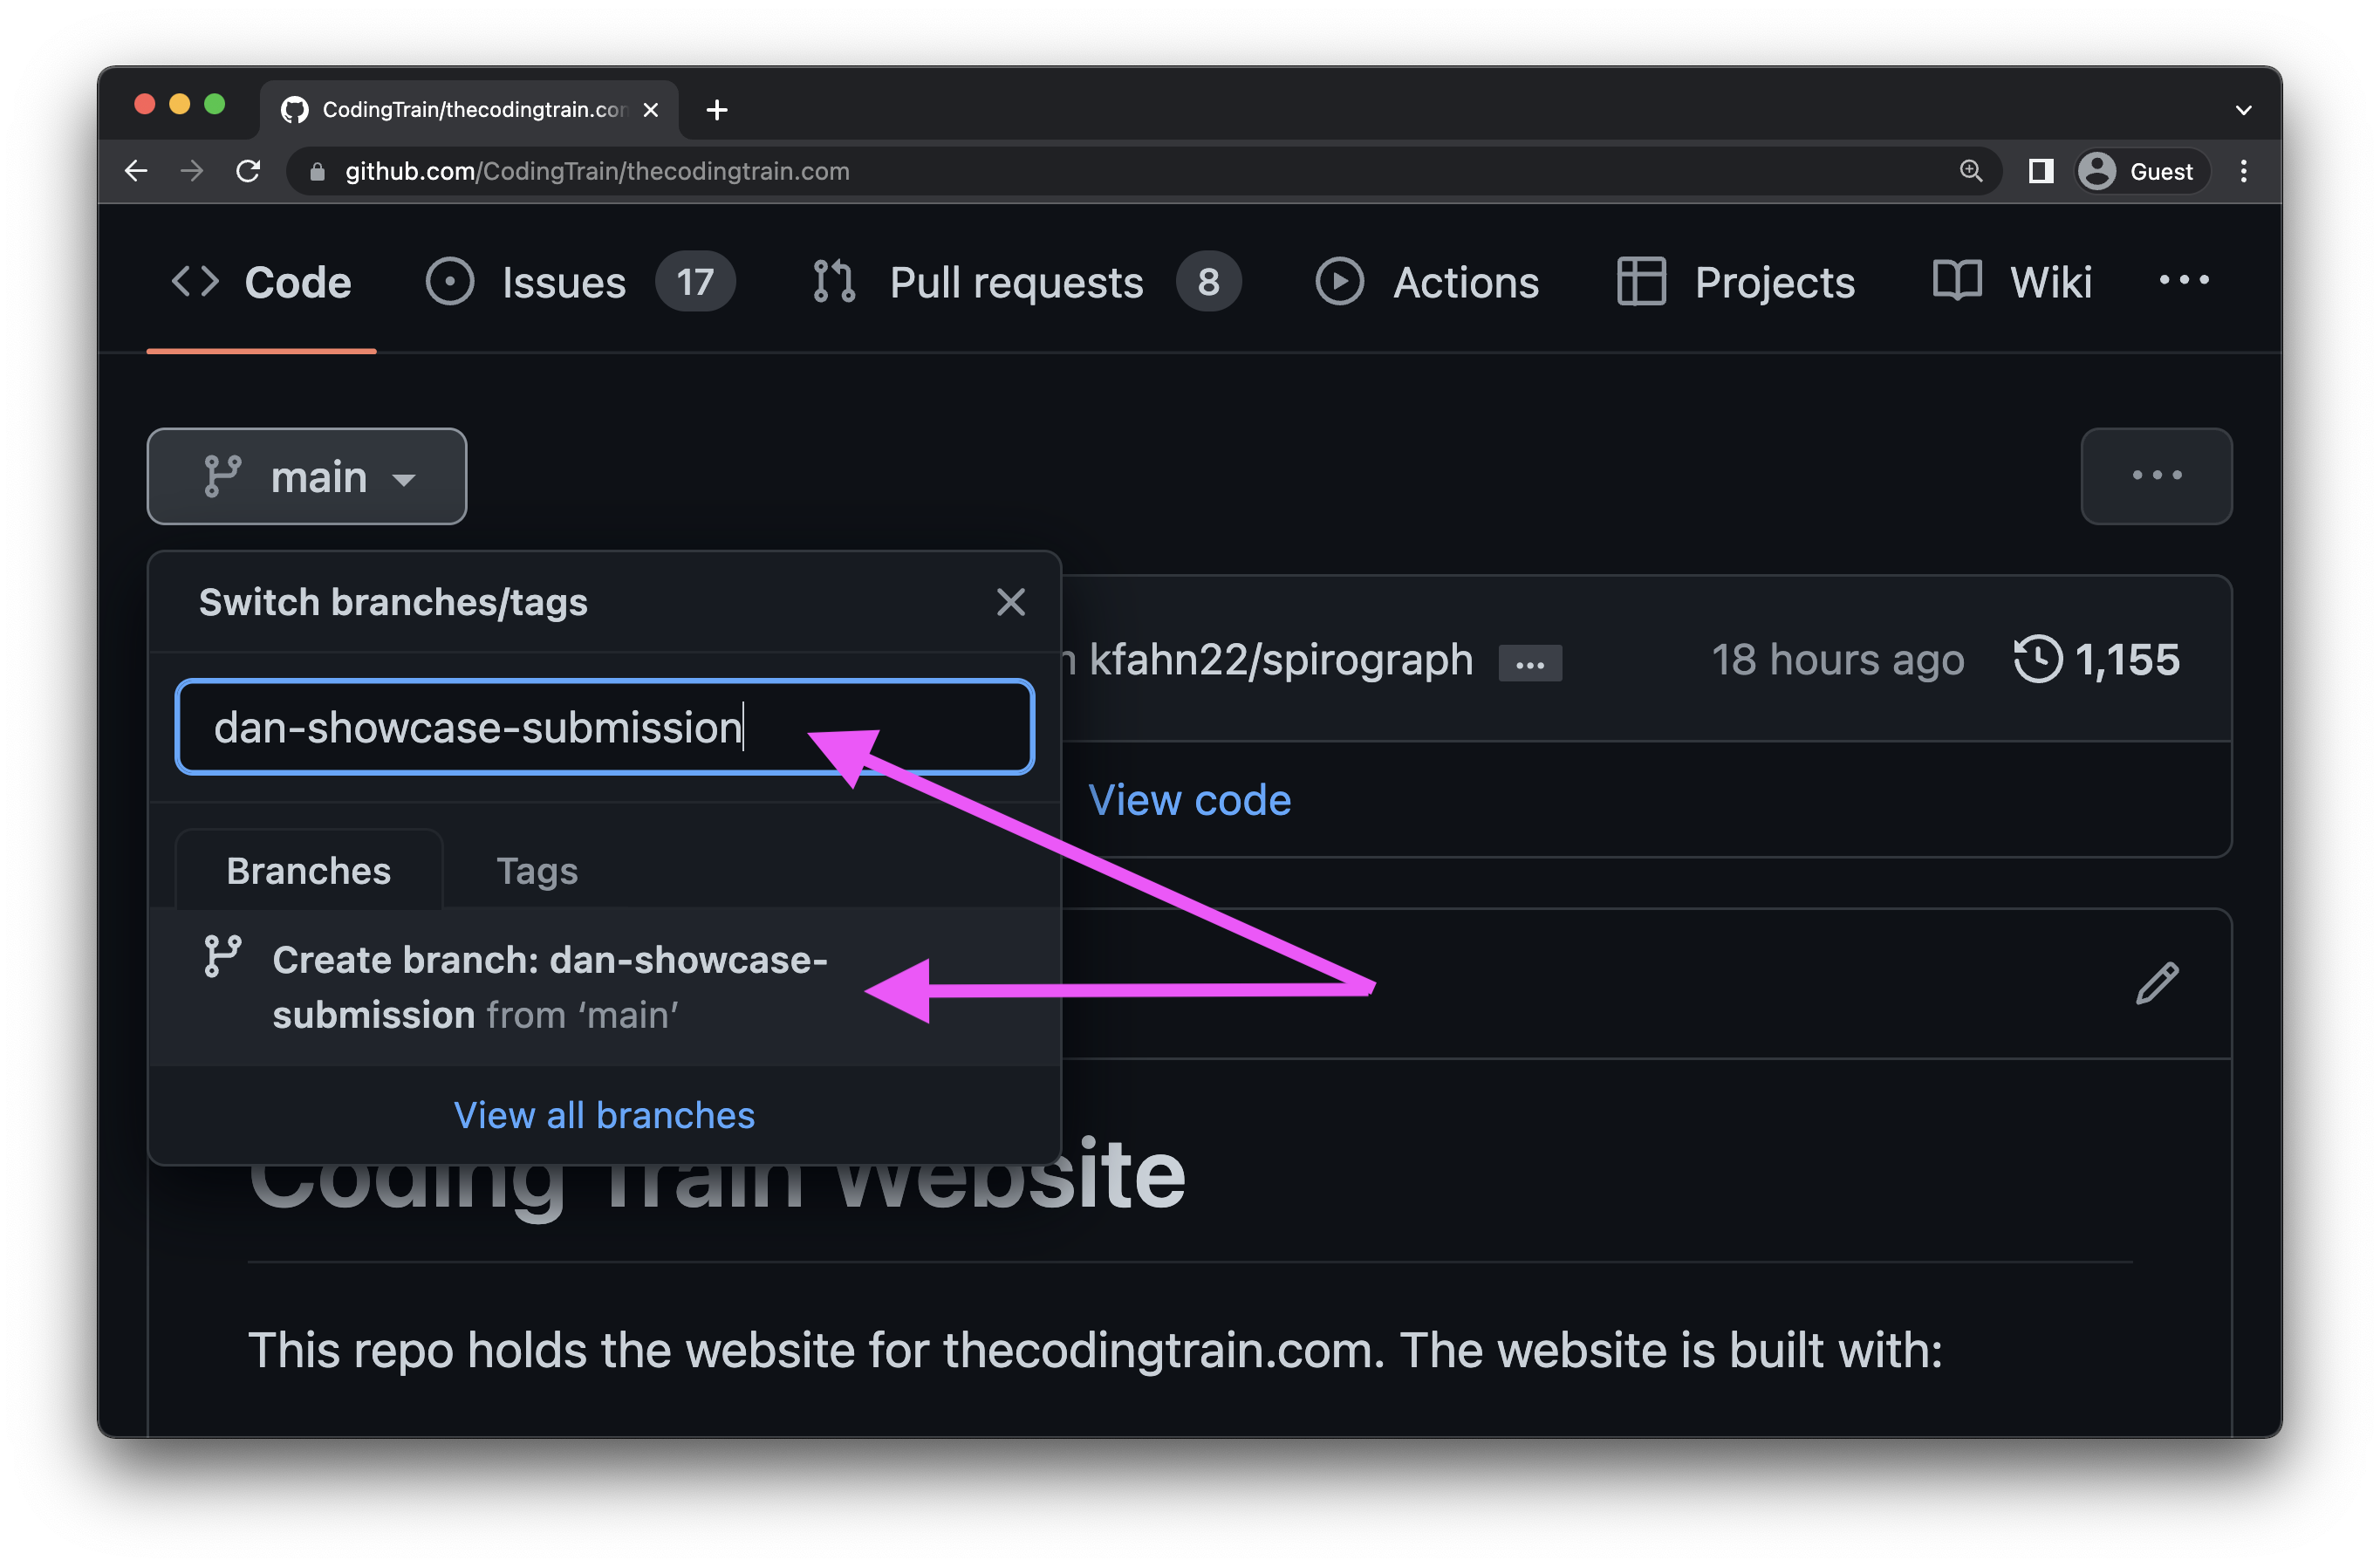 CodingTrain/thecodingtrain.con
github.com/CodingTrain/thecodingtrain.com
Guest
Code
Issues 17
Pull requests 8
Actions
Projects
Wiki
main
Switch branches/tags
kfahn22/spirograph
18 hours ago
1,155
dan-showcase-submission
View code
Branches
Tags
Create branch: dan-showcase-
submission from ‘main’
View all branches
Coding Train Website
This repo holds the website for thecodingtrain.com. The website is built with: